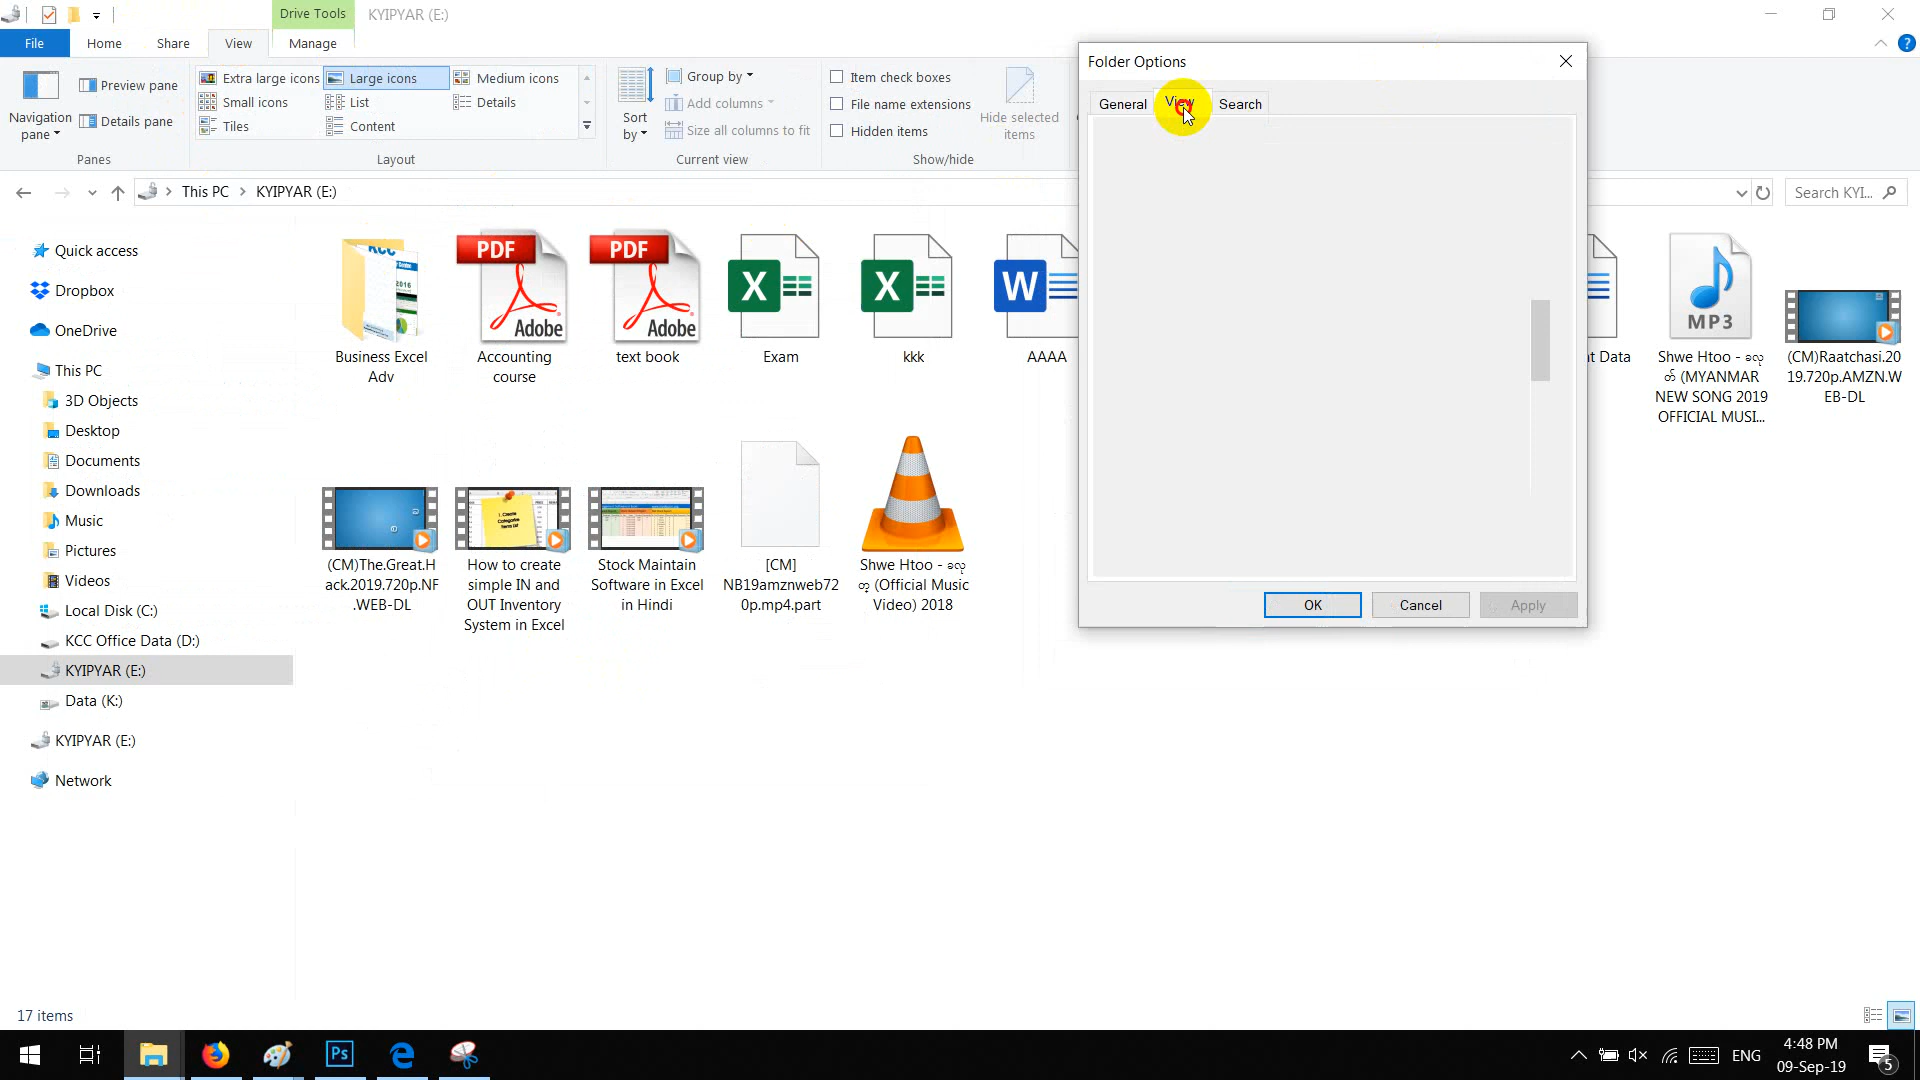 Drive Tools
KYIPYAR (E:)
File
Home
Share
View
Manage
Navigation
pane
Preview pane
Details pane
Panes
Extra large icons
Large icons
Medium icons
Small icons
List
Details
Tiles
Content
Layout
Sort
by
Group by
Add columns
Size all columns to fit
Current view
Item check boxes
File name extensions
Hidden items
Hide selected
items
Show/hide
This PC
KYIPYAR (E:)
Search KYI...
Folder Options
General
View
Search
OK
Cancel
Apply
Quick access
Dropbox
OneDrive
This PC
3D Objects
Desktop
Documents
Downloads
Music
Pictures
Videos
Local Disk (C:)
KCC Office Data (D:)
KYIPYAR (E:)
Data (K:)
KYIPYAR (E:)
Network
Business Excel
Adv
PDF
Adobe
Accounting
course
PDF
Adobe
text book
X
Exam
X
kkk
W
AAAA
Data
MP3
Shwe Htoo - လေ
(MYANMAR
NEW SONG 2019
OFFICIAL MUSI...
(CM)Raatchasi.20
19.720p.AMZN.W
EB-DL
(CM)The.Great.H
ack.2019.720p.NF
.WEB-DL
How to create
simple IN and
OUT Inventory
System in Excel
Stock Maintain
Software in Excel
in Hindi
[CM]
NB19amznweb72
0p.mp4.part
Shwe Htoo -
(Official Music
Video) 2018
17 items
Ps
ENG
4:48 PM
09-Sep-19
5